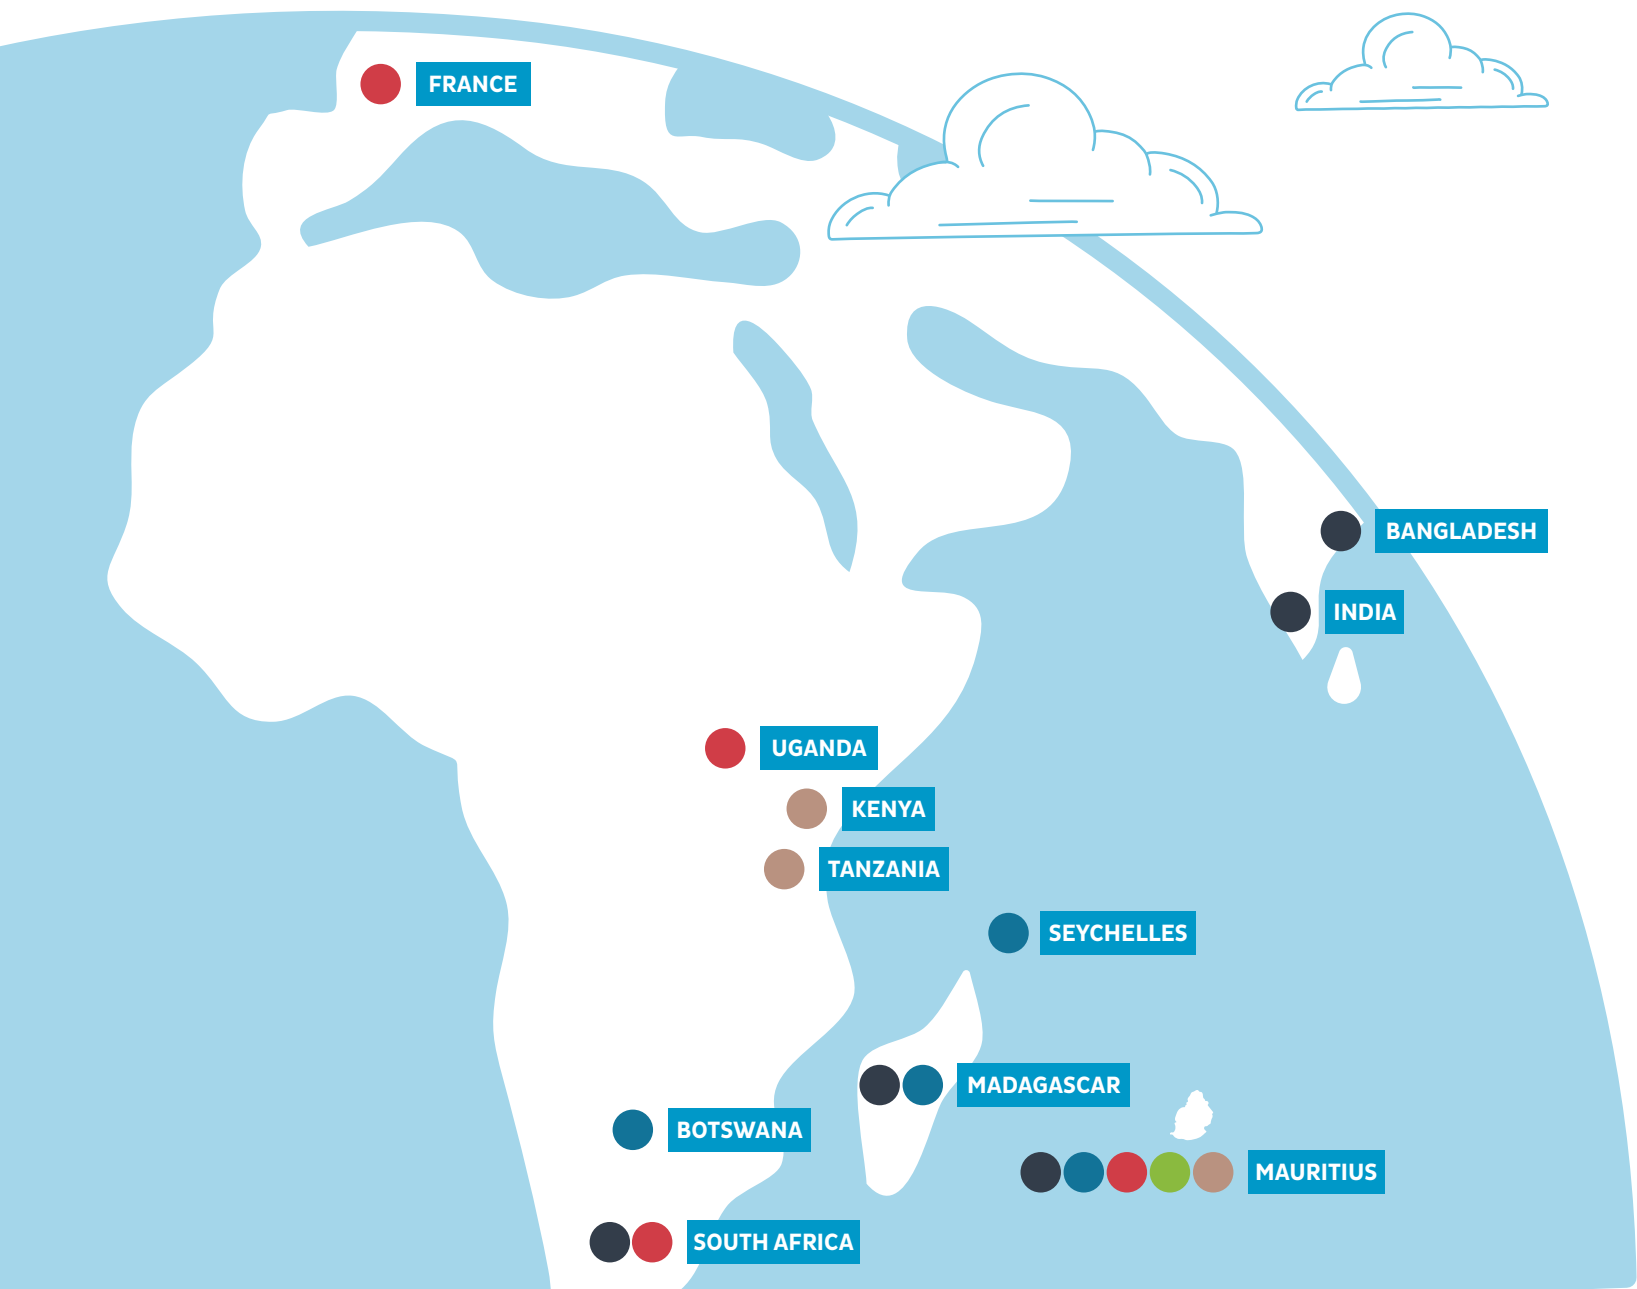 FRANCE
BANGLADESH
INDIA
UGANDA
KENYA
TANZANIA
SEYCHELLES
MADAGASCAR
BOTSWANA
MAURITIUS
SOUTH AFRICA